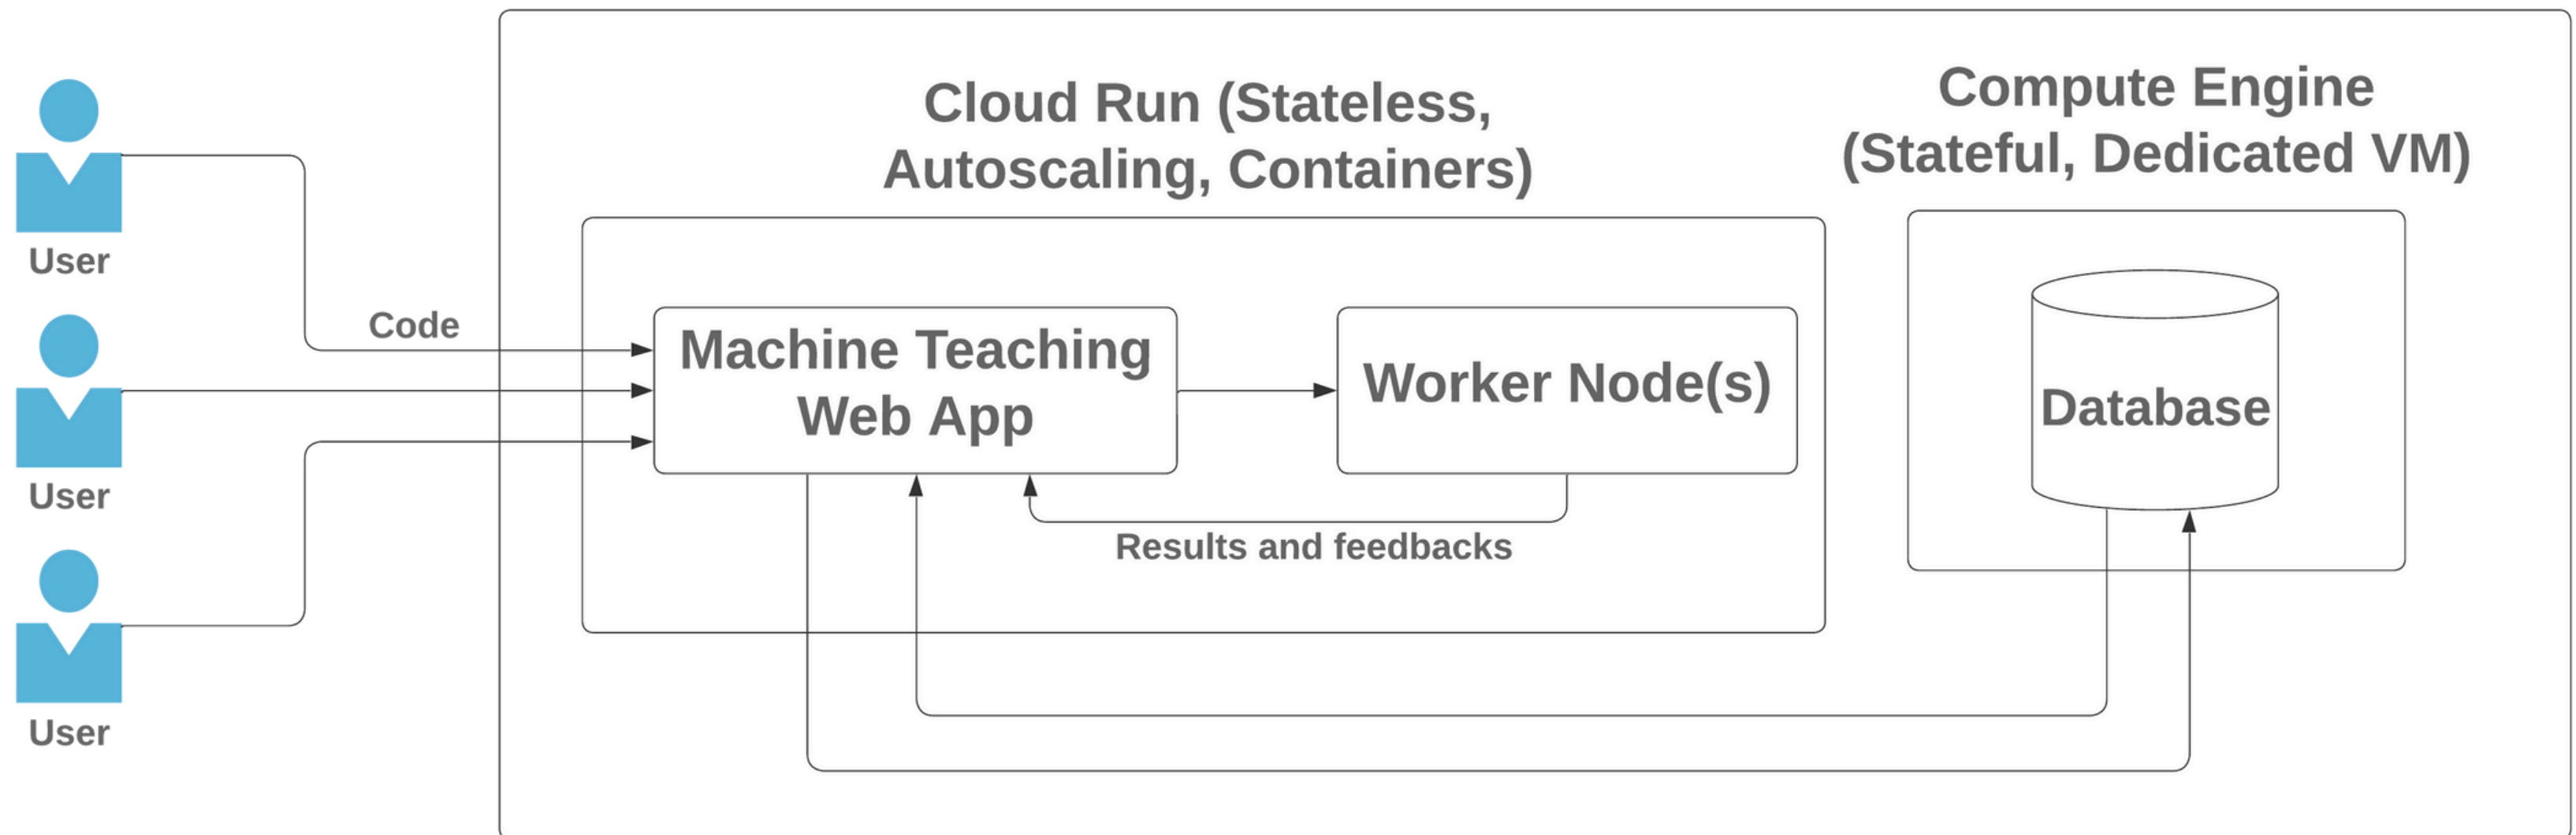 Cloud Run (Stateless,
Autoscaling, Containers)
Compute Engine
(Stateful, Dedicated VM)
User
Code
Machine Teaching
Web App
Worker Node(s)
Database
User
Results and feedbacks
User